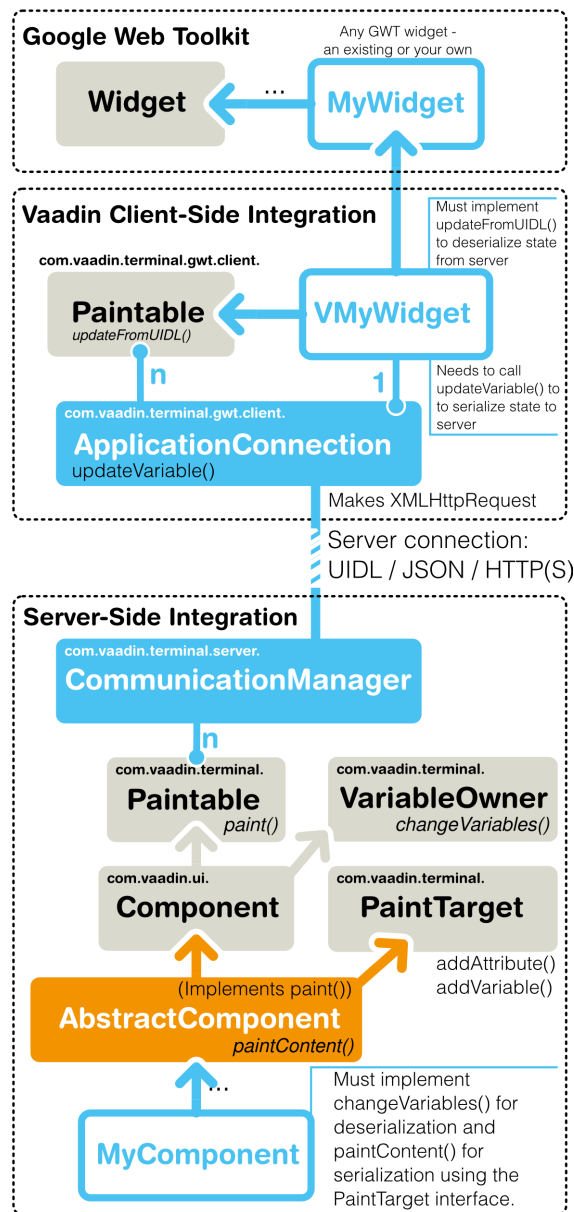 Google Web Toolkit
Any GWT widget -
an existing or your own
Widget
...
MyWidget
Vaadin Client-Side Integration
Must implement
updateFromUIDL()
to deserialize state
from server
com.vaadin.terminal.gwt.client.
Paintable
updateFromUIDL()
VMyWidget
n
1
Needs to call
updateVariable() to
to serialize state to
server
com.vaadin.terminal.gwt.client.
ApplicationConnection
updateVariable()
Makes XMLHttpRequest
Server connection:
UIDL / JSON / HTTP(S)
Server-Side Integration
com.vaadin.terminal.server.
CommunicationManager
n
com.vaadin.terminal.
Paintable
paint()
com.vaadin.terminal.
VariableOwner
changeVariables()
com.vaadin.ui.
Component
com.vaadin.terminal.
PaintTarget
addAttribute()
addVariable()
(Implements paint())
AbstractComponent
paintContent()
...
MyComponent
Must implement
changeVariables() for
deserialization and
paintContent() for
serialization using the
PaintTarget interface.